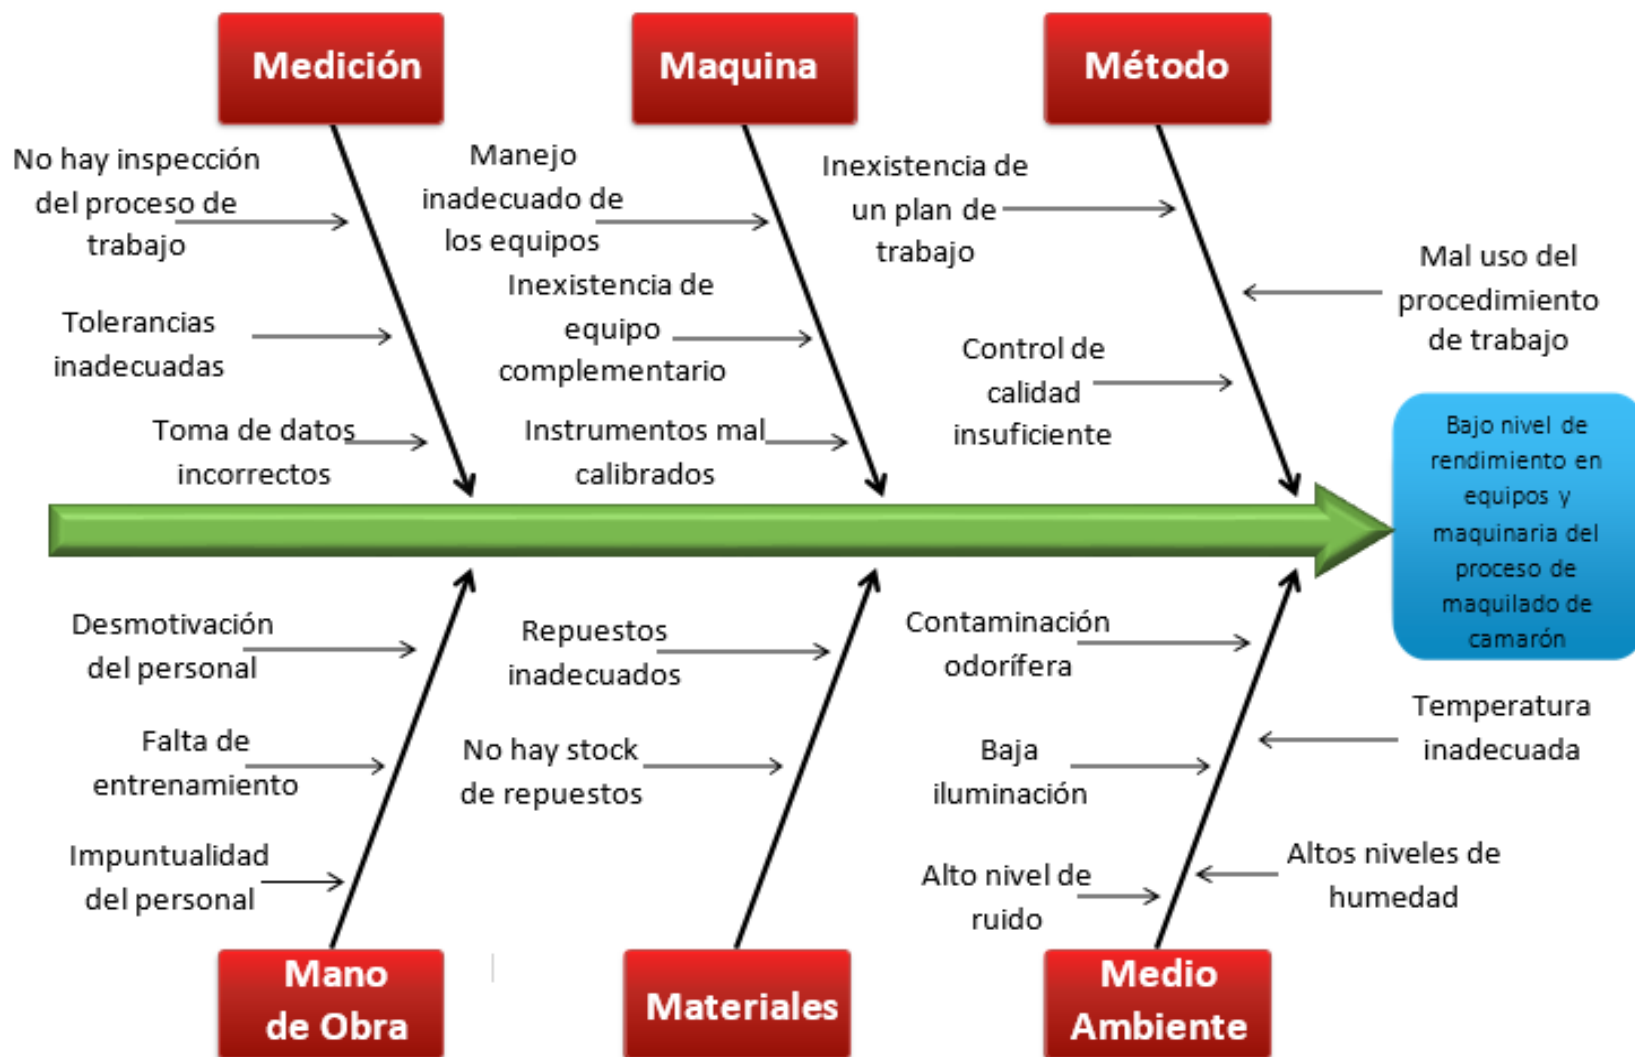 Medición
Maquina
Método
No hay inspección
del proceso de
trabajo
Tolerancias
inadecuadas
Toma de datos
incorrectos
Manejo
inadecuado de
los equipos
Inexistencia de
equipo
complementario
Instrumentos mal
calibrados
Inexistencia de
un plan de
trabajo
Control de
calidad
insuficiente
Mal uso del
procedimiento
de trabajo
Bajo nivel de
rendimiento en
equipos y
maquinaria del
proceso de
maquilado de
camarón
Desmotivación
del personal
Falta de
entrenamiento
Impuntualidad
del personal
Repuestos
inadecuados
No hay stock
de repuestos
Contaminación
odorífera
Baja
iluminación
Alto nivel de
ruido
Temperatura
inadecuada
Altos niveles de
humedad
Mano
de Obra
Materiales
Medio
Ambiente